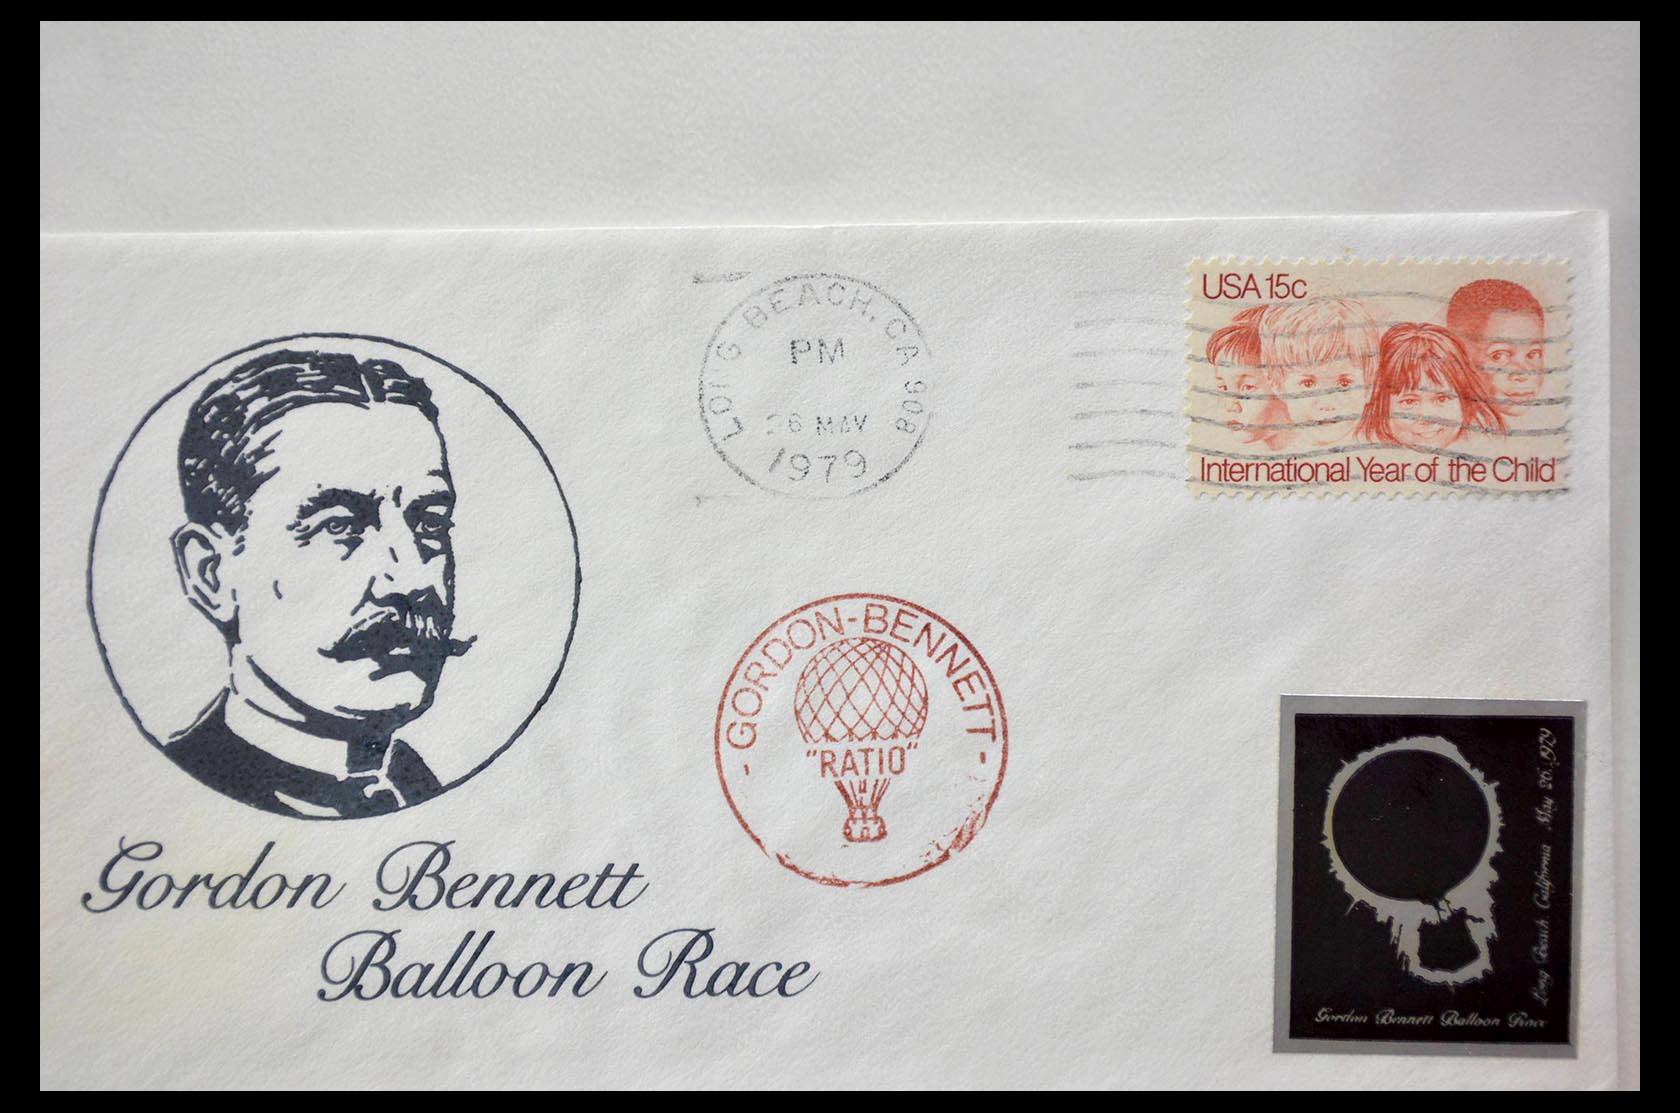 LONG BEACH, CA 908
PM
26 MAY
1979
USA 15c
International Year of the Child
- GORDON-BENNETT -
"RATIO"
Gordon Bennett
Balloon Race
Long Beach California May 26, 1979
Gordon Bennett Balloon Race